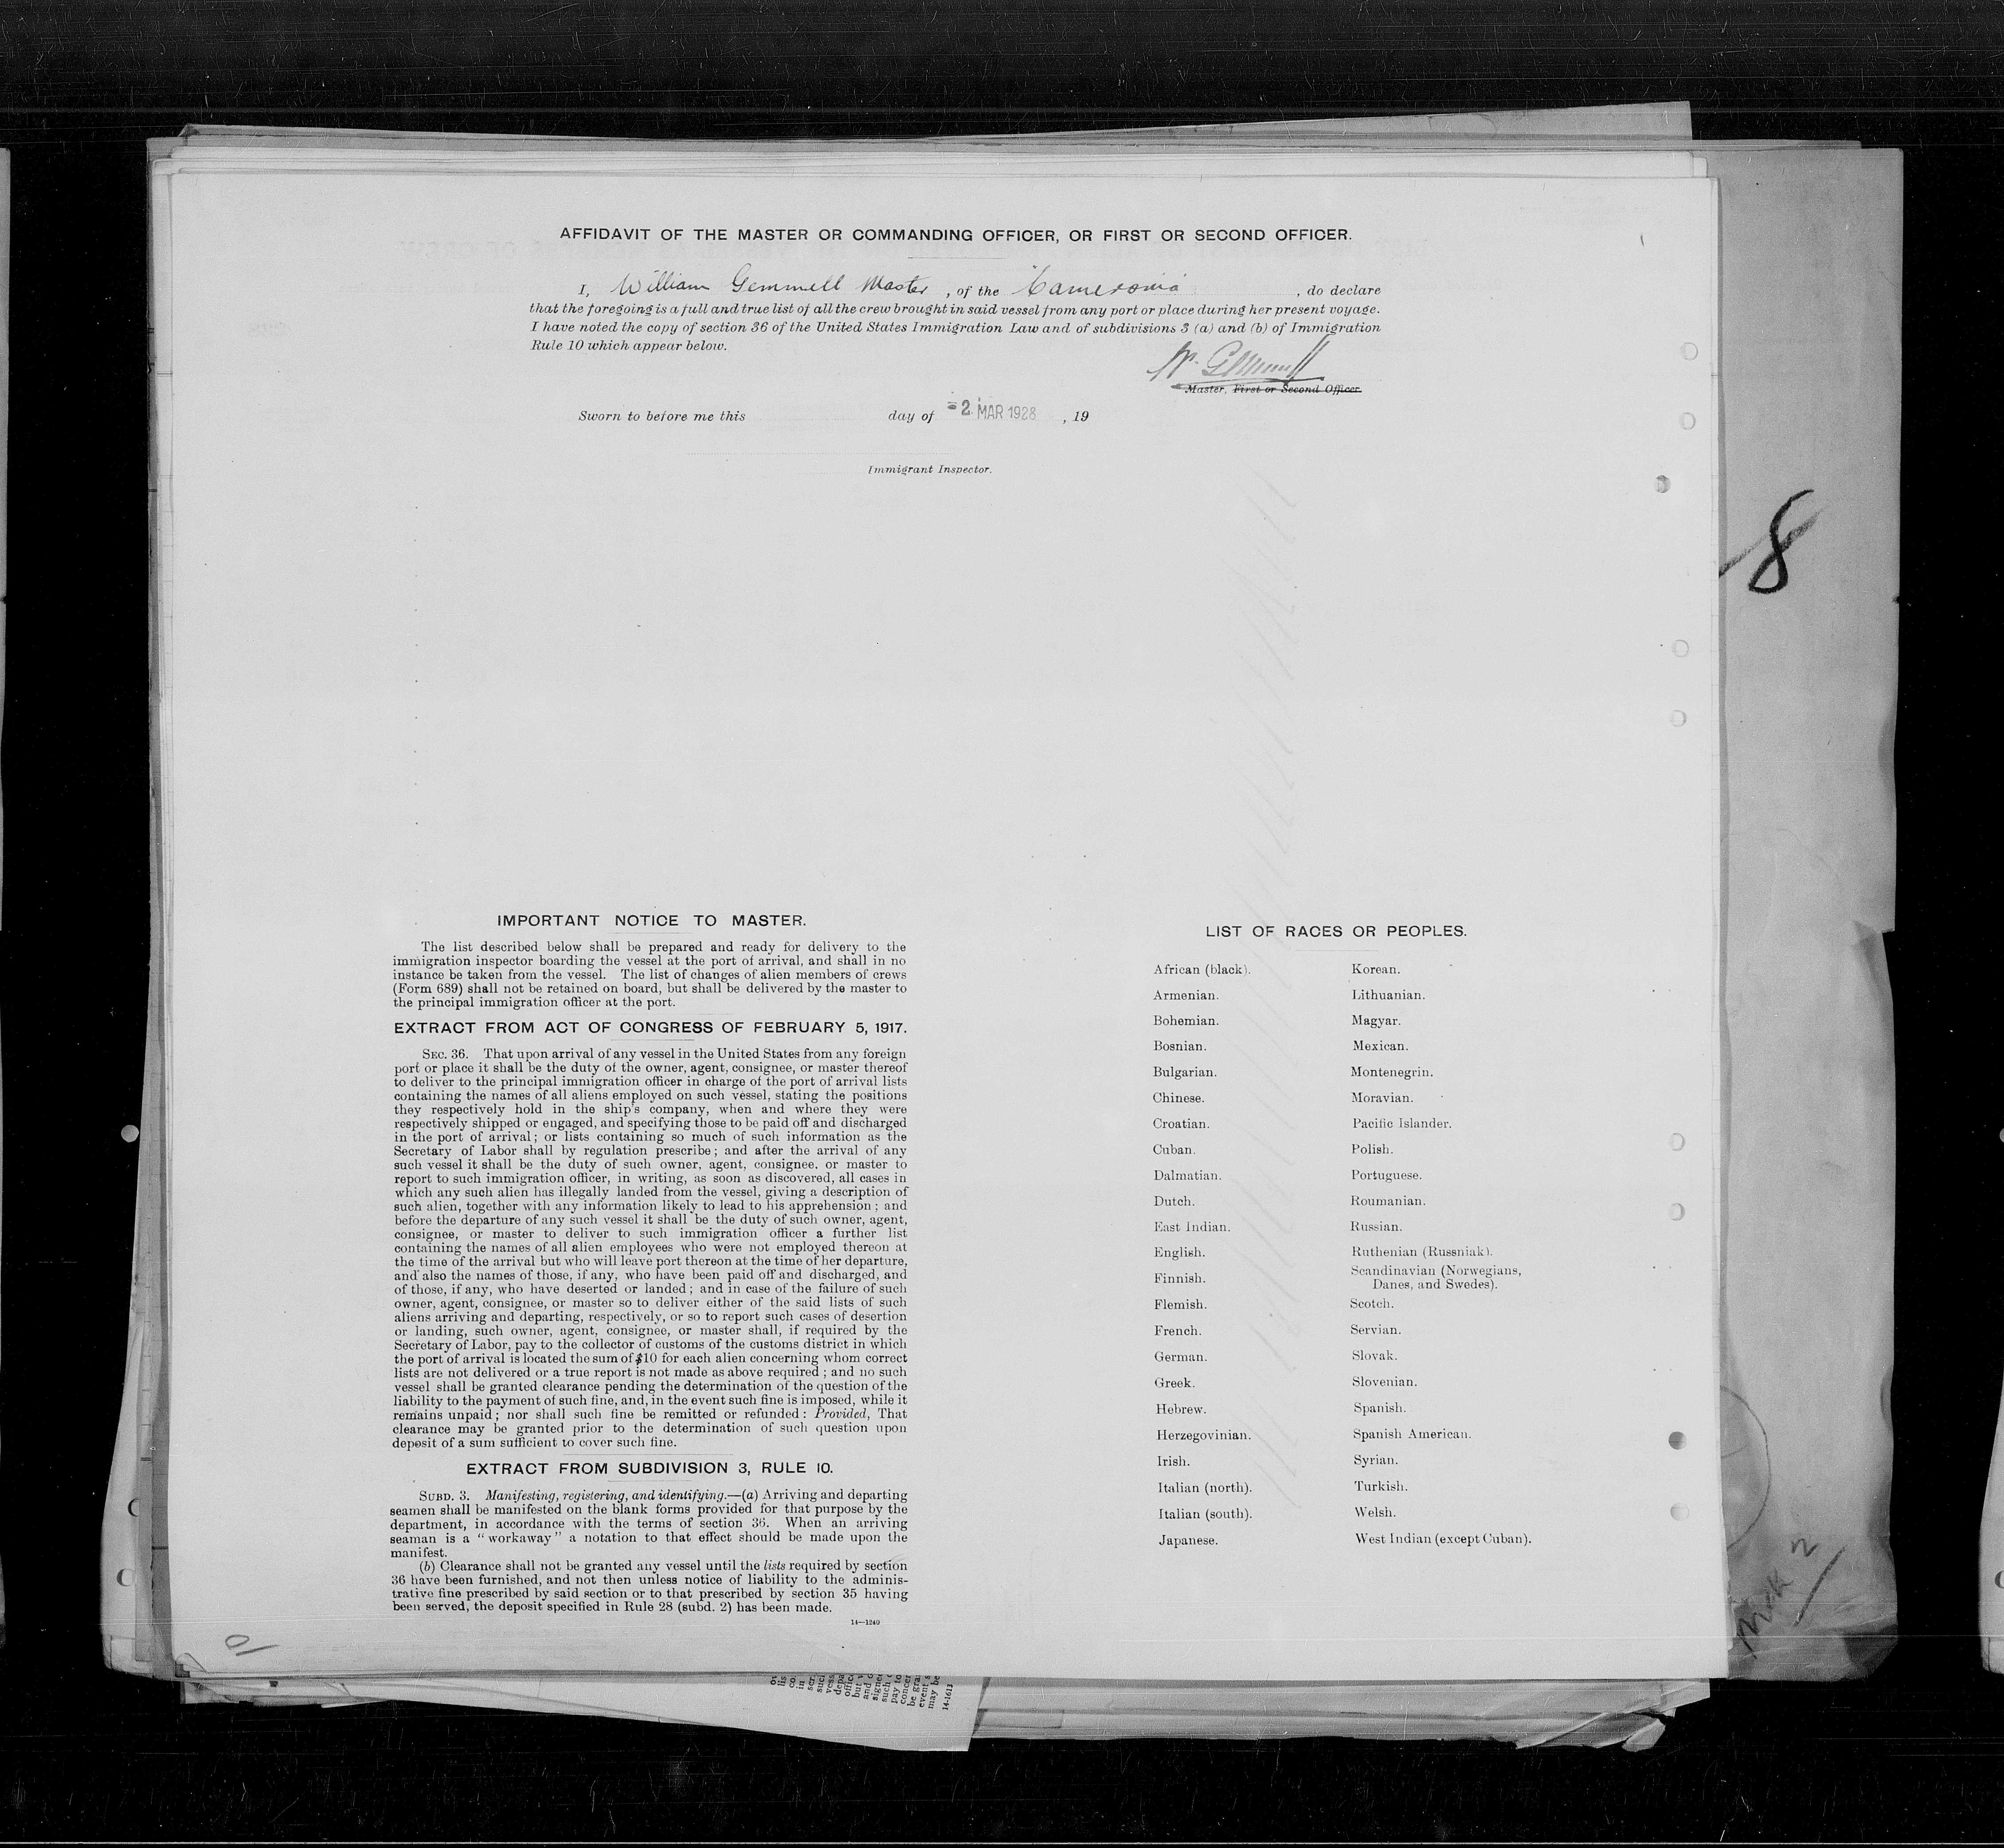 AFFIDAVIT OF THE MASTER OR COMMANDING OFFICER, OR FIRST OR SECOND OFFICER.
I, William Gemmell Master, of the "Cameronia", do declare
that the foregoing is a full and true list of all the crew brought in said vessel from any port or place during her present voyage.
I have noted the copy of section 36 of the United States Immigration Law and of subdivisions 3 (a) and (b) of Immigration
Rule 10 which appear below.
W. Gemmell
Master, First or Second Officer.
Sworn to before me this day of -2 MAR 1928, 19
Immigrant Inspector.
8
IMPORTANT NOTICE TO MASTER.
The list described below shall be prepared and ready for delivery to the
immigration inspector boarding the vessel at the port of arrival, and shall in no
instance be taken from the vessel. The list of changes of alien members of crews
(Form 689) shall not be retained on board, but shall be delivered by the master to
the principal immigration officer at the port.
EXTRACT FROM ACT OF CONGRESS OF FEBRUARY 5, 1917.
SEC. 36. That upon arrival of any vessel in the United States from any foreign
port or place it shall be the duty of the owner, agent, consignee, or master thereof
to deliver to the principal immigration officer in charge of the port of arrival lists
containing the names of all aliens employed on such vessel, stating the positions
they respectively hold in the ship's company, when and where they were
respectively shipped or engaged, and specifying those to be paid off and discharged
in the port of arrival; or lists containing so much of such information as the
Secretary of Labor shall by regulation prescribe; and after the arrival of any
such vessel it shall be the duty of such owner, agent, consignee, or master to
report to such immigration officer, in writing, as soon as discovered, all cases in
which any such alien has illegally landed from the vessel, giving a description of
such alien, together with any information likely to lead to his apprehension; and
before the departure of any such vessel it shall be the duty of such owner, agent,
consignee, or master to deliver to such immigration officer a further list
containing the names of all alien employees who were not employed thereon at
the time of the arrival but who will leave port thereon at the time of her departure,
and also the names of those, if any, who have been paid off and discharged, and
of those, if any, who have deserted or landed; and in case of the failure of such
owner, agent, consignee, or master so to deliver either of the said lists of such
aliens arriving and departing, respectively, or so to report such cases of desertion
or landing, such owner, agent, consignee, or master shall, if required by the
Secretary of Labor, pay to the collector of customs of the customs district in which
the port of arrival is located the sum of $10 for each alien concerning whom correct
lists are not delivered or a true report is not made as above required; and no such
vessel shall be granted clearance pending the determination of the question of the
liability to the payment of such fine, and, in the event such fine is imposed, while it
remains unpaid; nor shall such fine be remitted or refunded: Provided, That
clearance may be granted prior to the determination of such question upon
deposit of a sum sufficient to cover such fine.
EXTRACT FROM SUBDIVISION 3, RULE 10.
SUBD. 3. Manifesting, registering, and identifying.—(a) Arriving and departing
seamen shall be manifested on the blank forms provided for that purpose by the
department, in accordance with the terms of section 36. When an arriving
seaman is a "workaway" a notation to that effect should be made upon the
manifest.
(b) Clearance shall not be granted any vessel until the lists required by section
36 have been furnished, and not then unless notice of liability to the adminis-
trative fine prescribed by said section or to that prescribed by section 35 having
been served, the deposit specified in Rule 28 (subd. 2) has been made.
14—1240
LIST OF RACES OR PEOPLES.
African (black).
Armenian.
Bohemian.
Bosnian.
Bulgarian.
Chinese.
Croatian.
Cuban.
Dalmatian.
Dutch.
East Indian.
English.
Finnish.
Flemish.
French.
German.
Greek.
Hebrew.
Herzegovinian.
Irish.
Italian (north).
Italian (south).
Japanese.
Korean.
Lithuanian.
Magyar.
Mexican.
Montenegrin.
Moravian.
Pacific Islander.
Polish.
Portuguese.
Roumanian.
Russian.
Ruthenian (Russniak).
Scandinavian (Norwegians,
Danes, and Swedes).
Scotch.
Servian.
Slovak.
Slovenian.
Spanish.
Spanish American.
Syrian.
Turkish.
Welsh.
West Indian (except Cuban).
14-1613